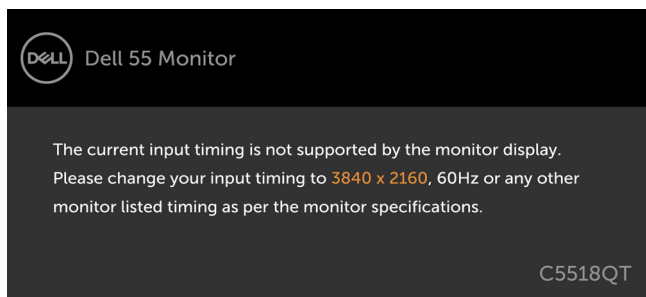 DELL
Dell 55 Monitor
The current input timing is not supported by the monitor display.
Please change your input timing to 3840 x 2160, 60Hz or any other
monitor listed timing as per the monitor specifications.
C5518QT